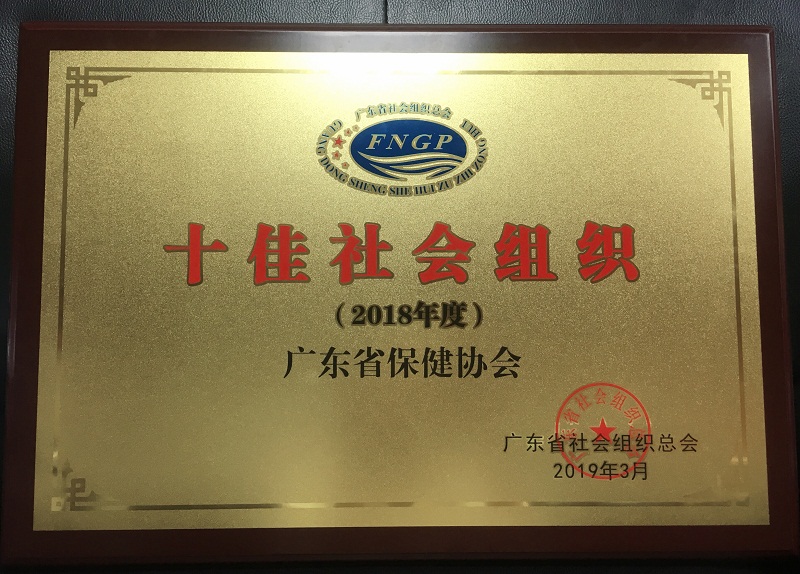 广东省社会组织总会
FNGP
GUANG DONG SHENG SHE HUI ZU ZHI ZONG HUI
十佳社会组织
（2018年度）
广东省保健协会
广东省社会组织总会
2019年3月